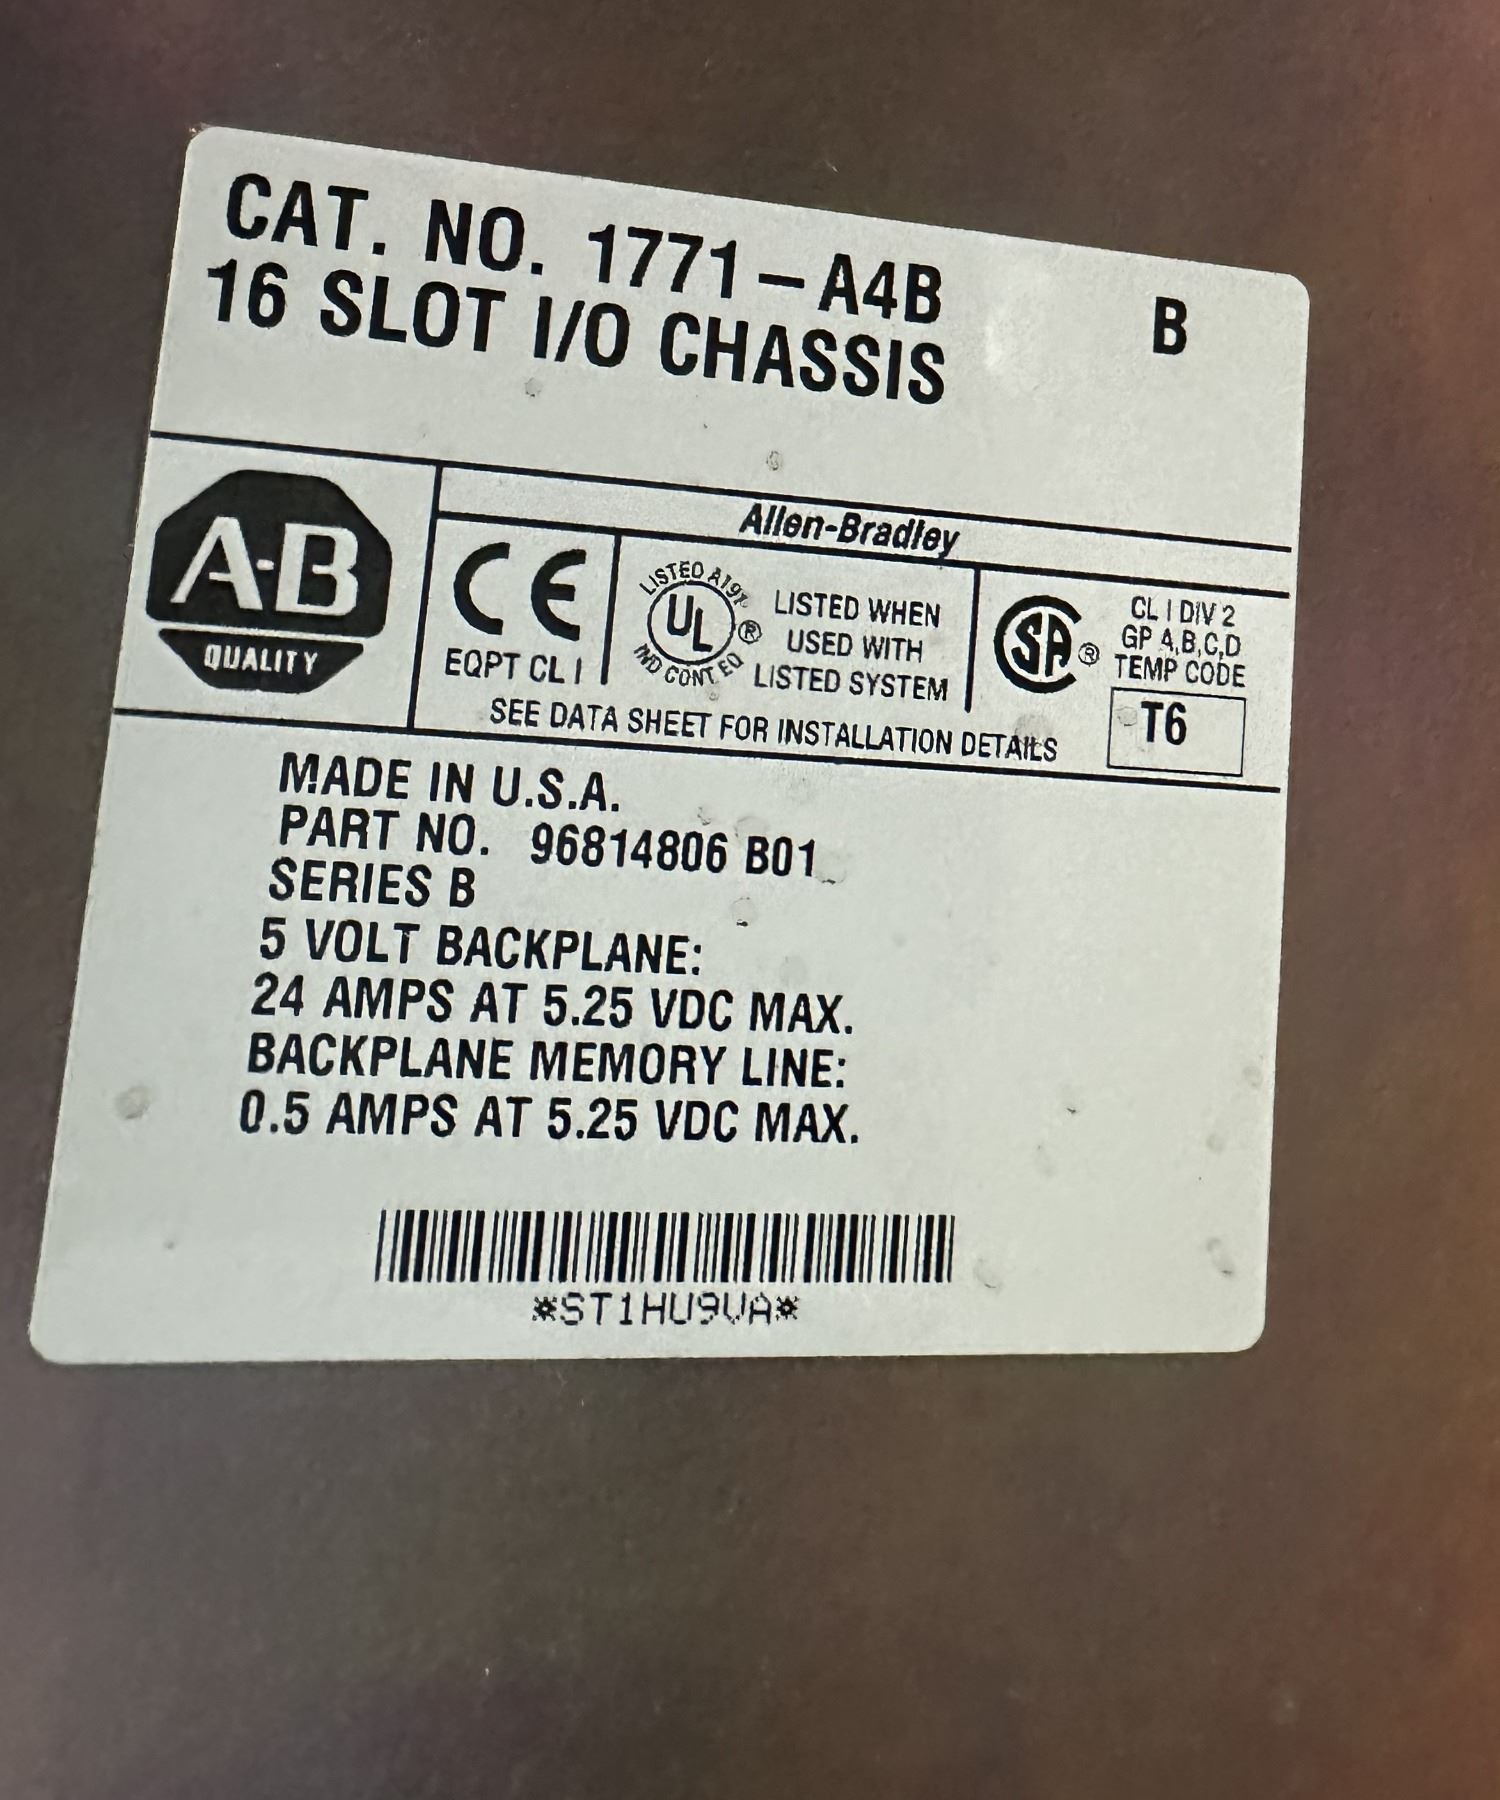 CAT. NO. 1771-A4B B
16 SLOT I/O CHASSIS
Allen-Bradley
A-B
QUALITY
CE
EQPT CL I
LISTED A197
UL ®
IND CONT EQ
LISTED WHEN
USED WITH
LISTED SYSTEM
SA ®
CL I DIV 2
GP A,B,C,D
TEMP CODE
T6
SEE DATA SHEET FOR INSTALLATION DETAILS
MADE IN U.S.A.
PART NO. 96814806 B01
SERIES B
5 VOLT BACKPLANE:
24 AMPS AT 5.25 VDC MAX.
BACKPLANE MEMORY LINE:
0.5 AMPS AT 5.25 VDC MAX.
*ST1HU9VA*